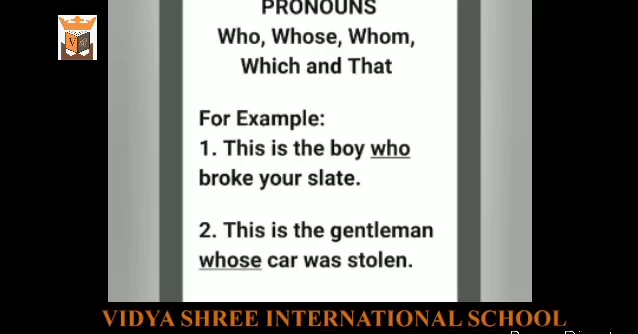 PRONOUNS
Who, Whose, Whom,
Which and That
For Example:
1. This is the boy who
broke your slate.
2. This is the gentleman
whose car was stolen.
VIDYA SHREE INTERNATIONAL SCHOOL